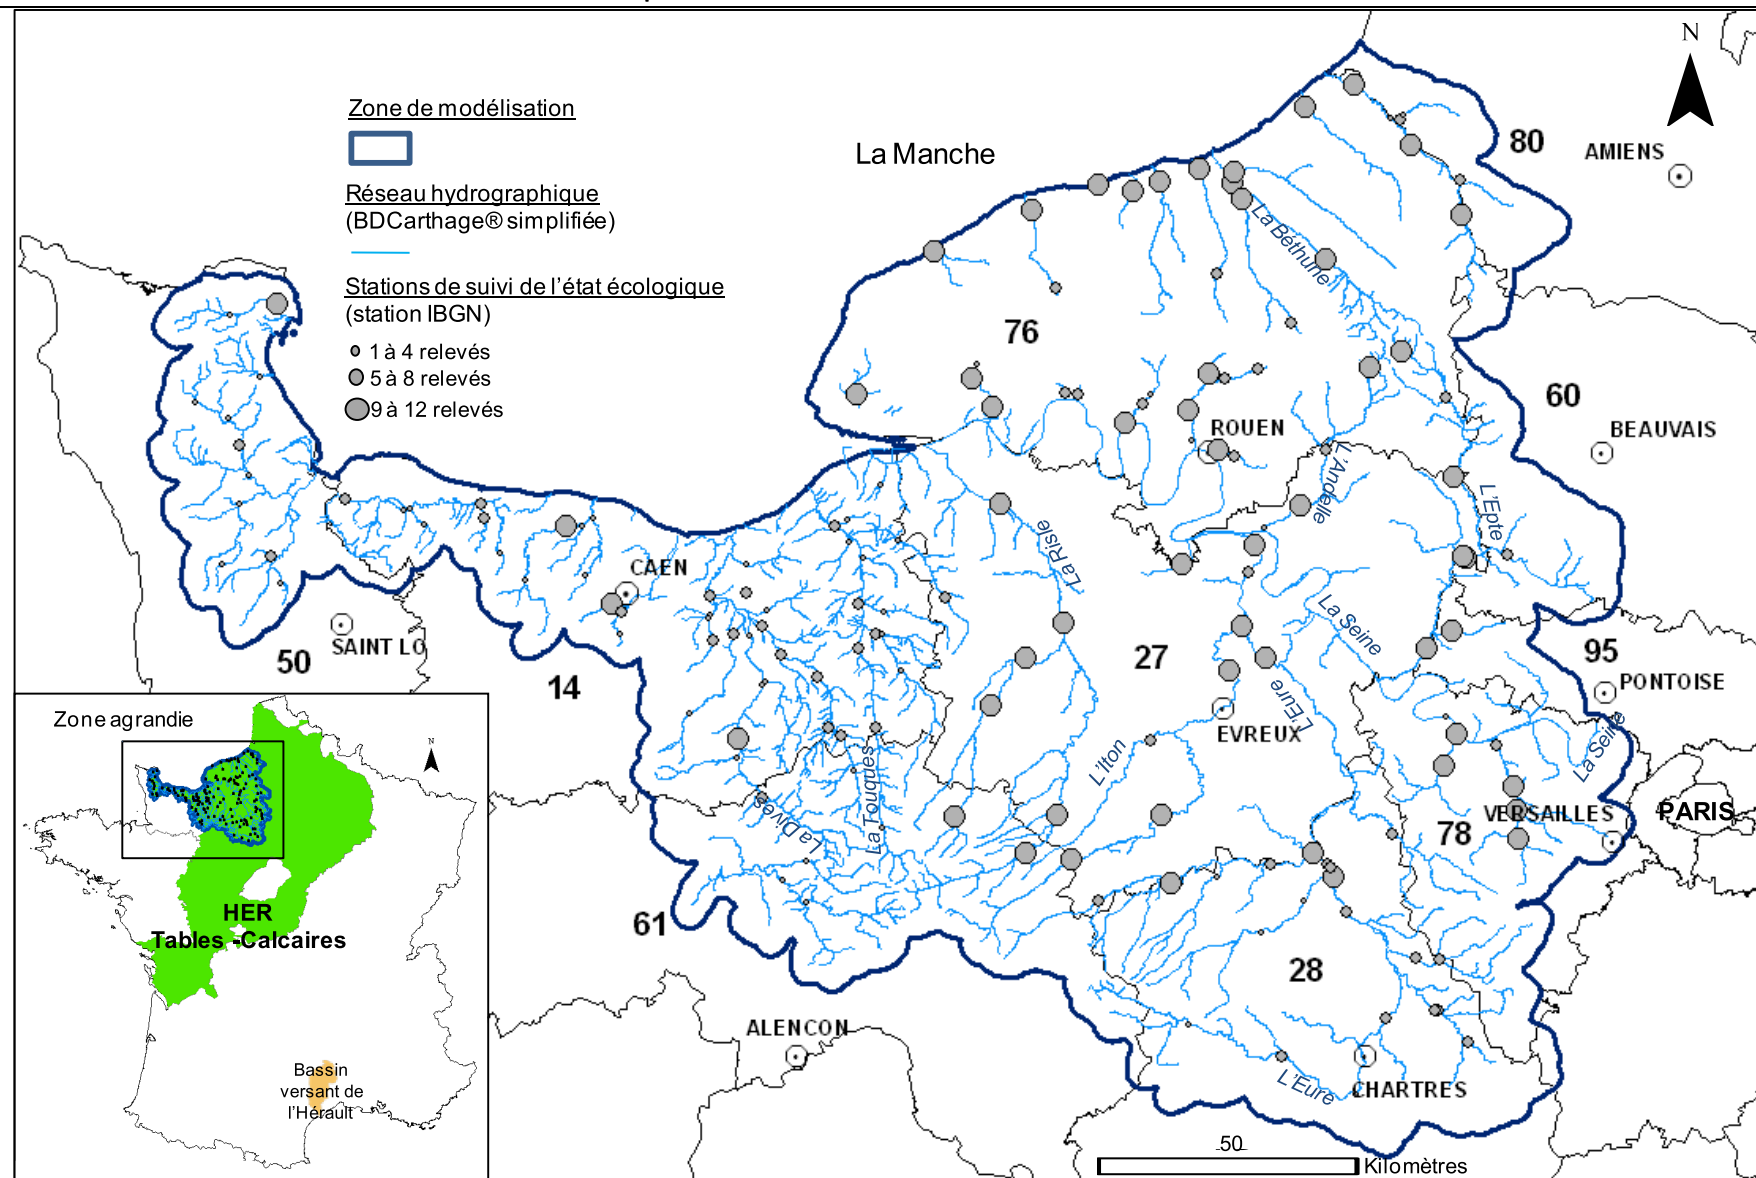 N
Zone de modélisation
Réseau hydrographique
(BDCarthage® simplifiée)
Stations de suivi de l'état écologique
(station IBGN)
1 à 4 relevés
5 à 8 relevés
9 à 12 relevés
La Manche
80
AMIENS
La Béthune
76
60
BEAUVAIS
ROUEN
L'Andelle
L'Epte
La Risle
CAEN
La Seine
SAINT LO
50
14
27
95
PONTOISE
L'Eure
EVREUX
La Seine
L'Iton
La Touques
La Dives
VERSAILLES
PARIS
78
61
28
ALENCON
L'Eure
CHARTRES
50
Kilomètres
Zone agrandie
N
HER
Tables -Calcaires
Bassin
versant de
l'Hérault